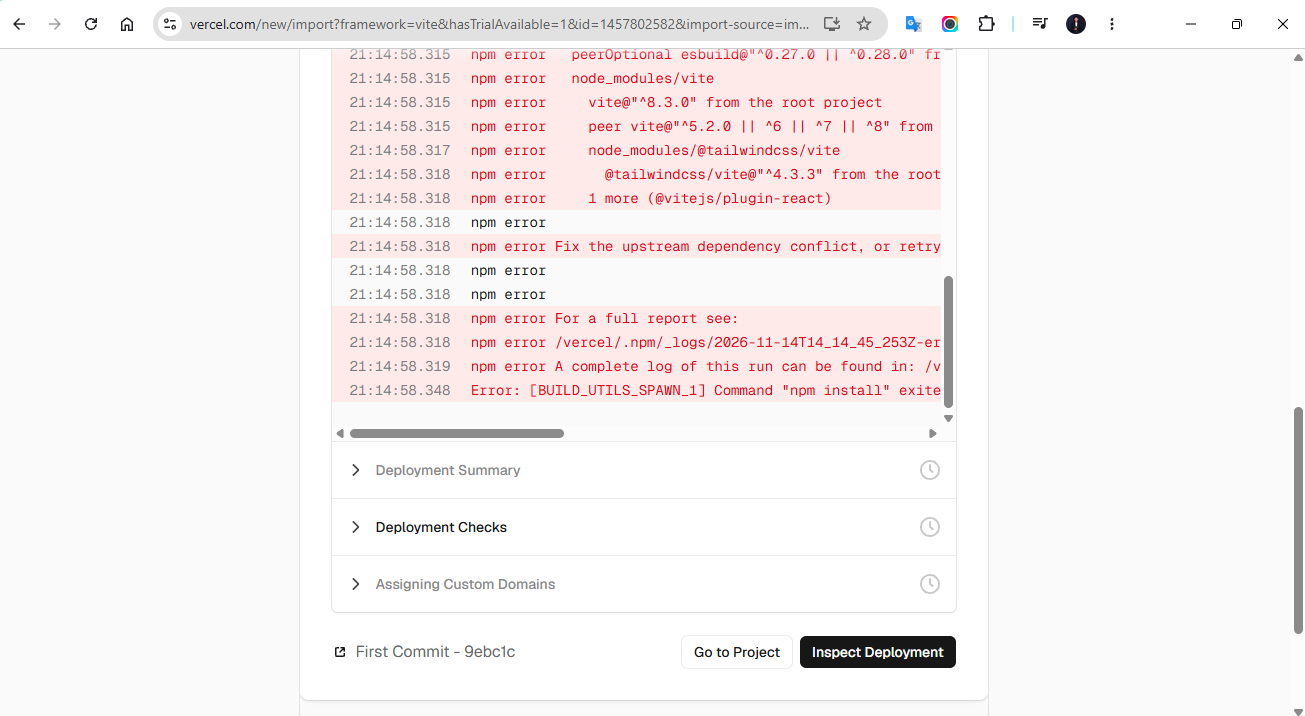 vercel.com/new/import?framework=vite&hasTrialAvailable=1&id=1457802582&import-source=im...
21:14:58.315 npm error peerOptional esbuild@"^0.27.0 || ^0.28.0" fr
21:14:58.315 npm error node_modules/vite
21:14:58.315 npm error vite@"^8.3.0" from the root project
21:14:58.315 npm error peer vite@"^5.2.0 || ^6 || ^7 || ^8" from
21:14:58.317 npm error node_modules/@tailwindcss/vite
21:14:58.318 npm error @tailwindcss/vite@"^4.3.3" from the root
21:14:58.318 npm error 1 more (@vitejs/plugin-react)
21:14:58.318 npm error
21:14:58.318 npm error Fix the upstream dependency conflict, or retry
21:14:58.318 npm error
21:14:58.318 npm error
21:14:58.318 npm error For a full report see:
21:14:58.318 npm error /vercel/.npm/_logs/2026-11-14T14_14_45_253Z-er
21:14:58.319 npm error A complete log of this run can be found in: /v
21:14:58.348 Error: [BUILD_UTILS_SPAWN_1] Command "npm install" exite
Deployment Summary
Deployment Checks
Assigning Custom Domains
First Commit - 9ebc1c
Go to Project
Inspect Deployment